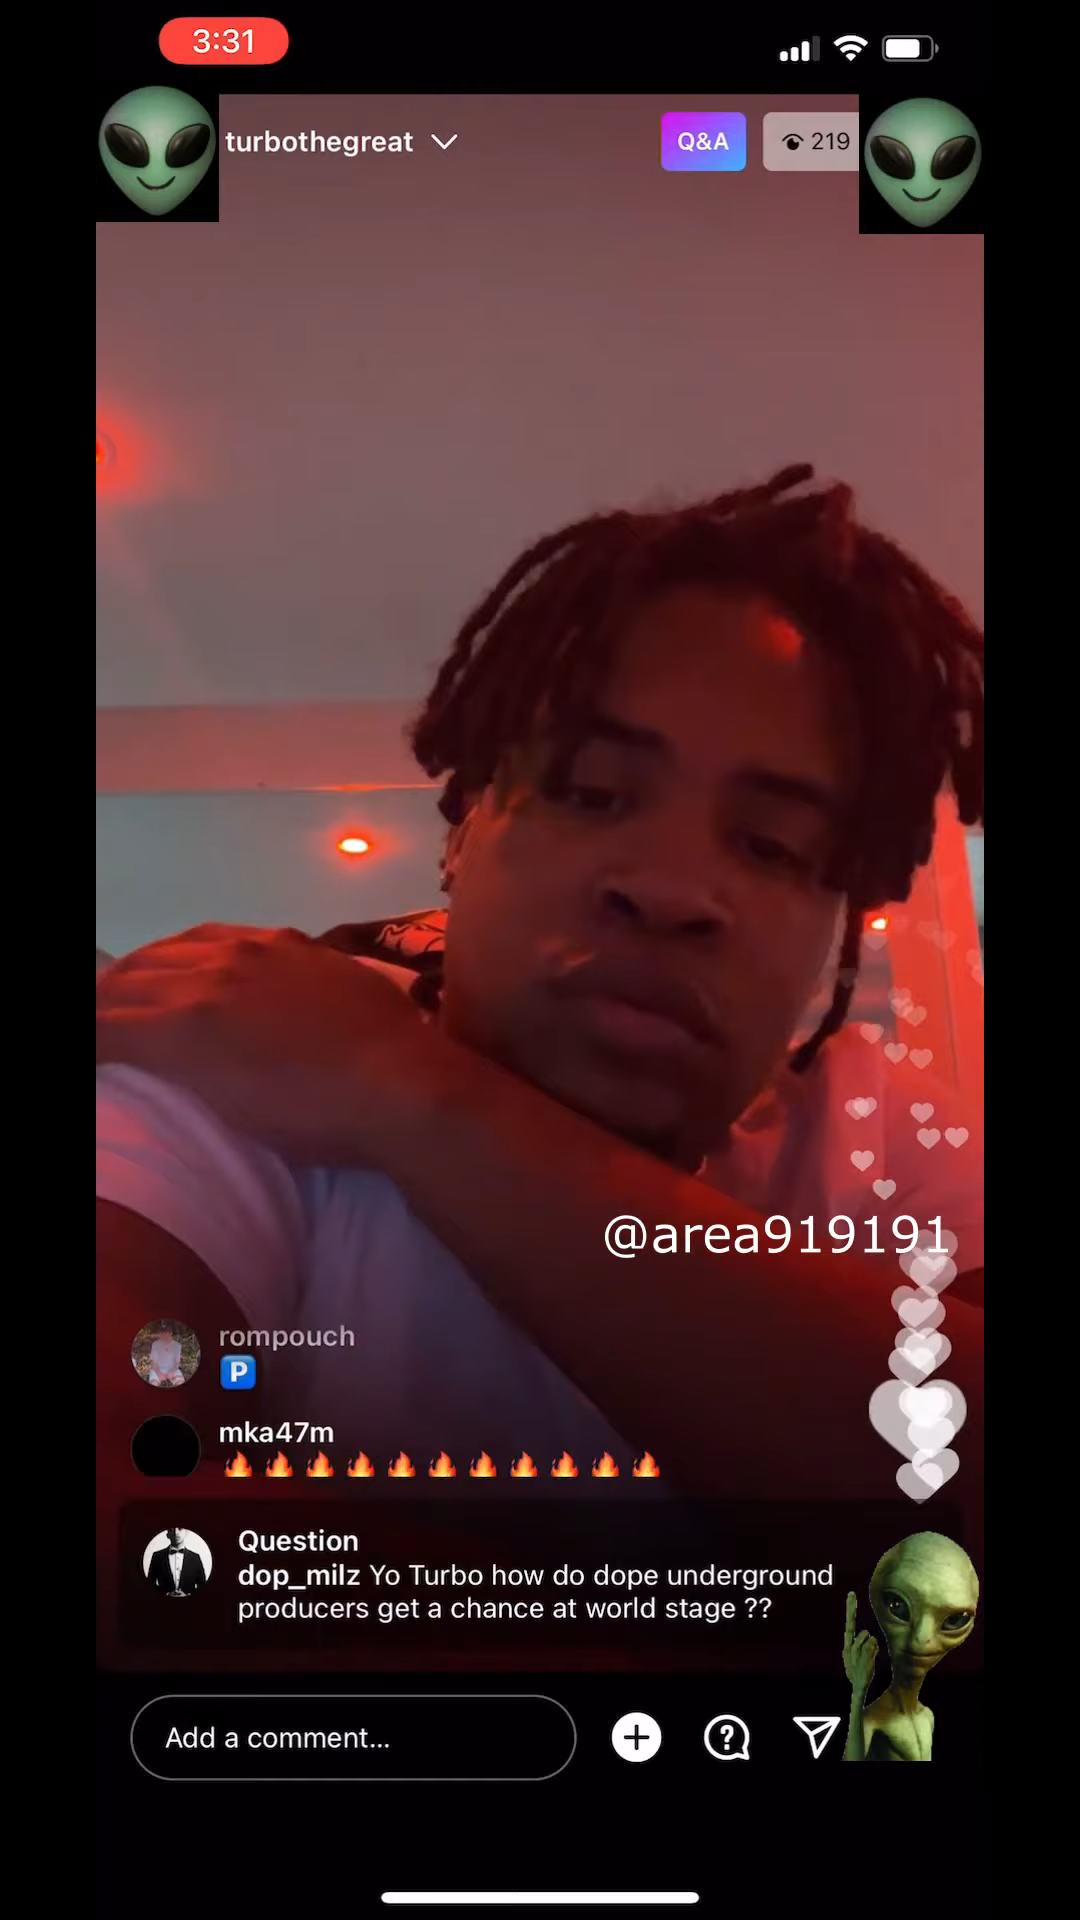 3:31
turbothegreat
Q&A
219
@area919191
rompouch
🅿️
mka47m
🔥🔥🔥🔥🔥🔥🔥🔥🔥🔥🔥
Question
dop_milz Yo Turbo how do dope underground
producers get a chance at world stage ??
Add a comment...